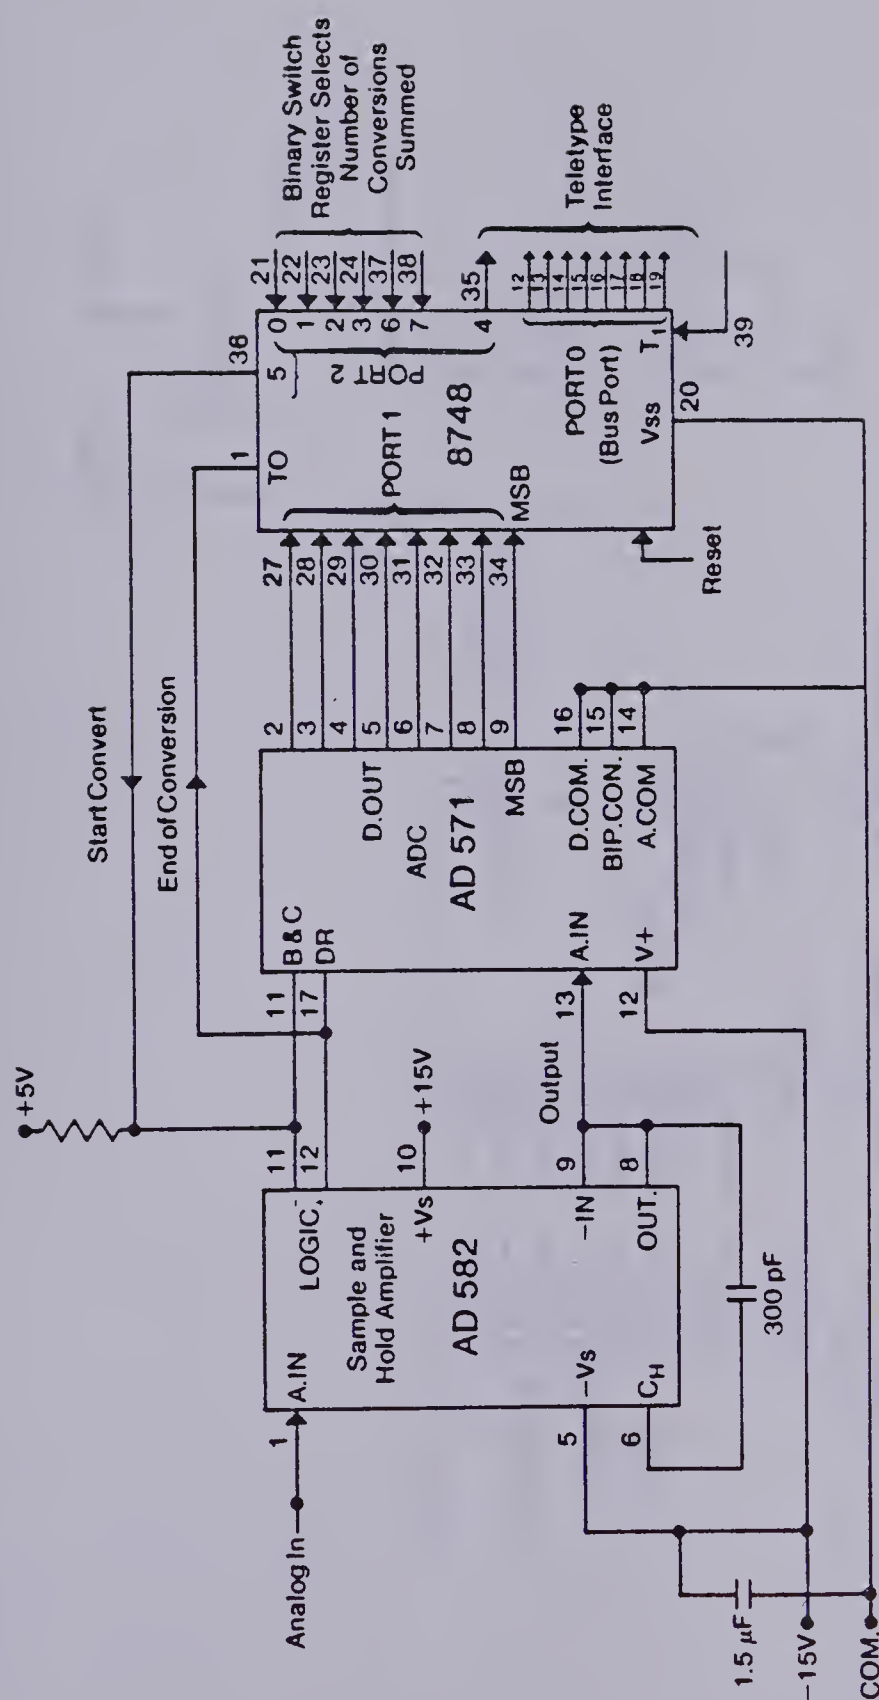 +5V
Start Convert
End of Conversion
Analog In
1
A.IN
11
12
LOGIC
Sample and
Hold Amplifier
AD 582
10
+Vs
+15V
9
-IN
8
OUT.
Output
5
-Vs
6
CH
300 pF
1.5 µF
-15V
COM.
11
B&C
17
DR
13
A.IN
12
V+
D.OUT
ADC
AD 571
MSB
D.COM.
BIP.CON.
A.COM
2
3
4
5
6
7
8
9
16
15
14
27
28
29
30
31
32
33
34
1
TO
38
5
PORT 1
8748
MSB
PORT 2
0
1
2
3
6
7
4
21
22
23
24
37
38
35
Binary Switch
Register Selects
Number of
Conversions
Summed
12
13
14
15
16
17
18
19
Teletype
Interface
PORT0
(Bus Port)
T1
39
Vss
20
Reset